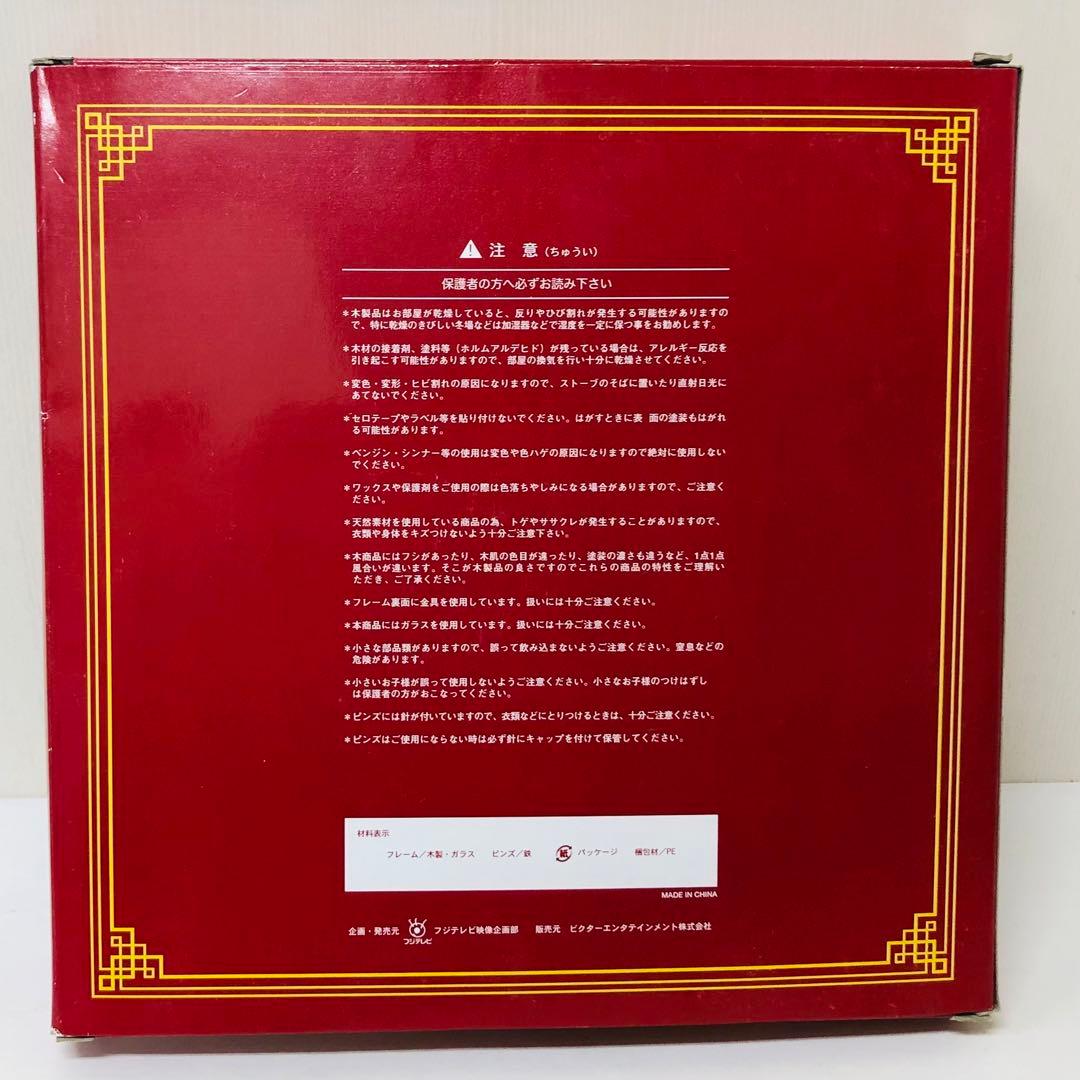 注 意 (ちゅうい)
保護者の方へ必ずお読み下さい
＊木製品はお部屋が乾燥していると、反りやひび割れが発生する可能性がありますの
で、特に乾燥のきびしい冬場などは加湿器などで湿度を一定に保つ事をお勧めします。
＊木材の接着剤、塗料等（ホルムアルデヒド）が残っている場合は、アレルギー反応を
引き起こす可能性がありますので、部屋の換気を行い十分に乾燥させてください。
＊変色・変形・ヒビ割れの原因になりますので、ストーブのそばに置いたり直射日光に
あてないでください。
＊セロテープやラベル等を貼り付けないでください。はがすときに表 面の塗装もはがれ
る可能性があります。
＊ベンジン・シンナー等の使用は変色や色ハゲの原因になりますので絶対に使用しない
でください。
＊ワックスや保護剤をご使用の際は色落ちやしみになる場合がありますので、ご注意く
ださい。
＊天然素材を使用している商品の為、トゲやササクレが発生することがありますので、
衣類や身体をキズつけないよう十分ご注意下さい。
＊木商品にはフシがあったり、木肌の色目が違ったり、塗装の濃さも違うなど、1点1点
風合いが違います。そこが木製品の良さですのでこれらの商品の特性をご理解い
ただき、ご了承ください。
＊フレーム裏面に金具を使用しています。扱いには十分ご注意ください。
＊本商品にはガラスを使用しています。扱いには十分ご注意ください。
＊小さな部品類がありますので、誤って飲み込まないようご注意ください。窒息などの
危険があります。
＊小さいお子様が誤って使用しないようご注意ください。小さなお子様のつけはずし
は保護者の方がおこなってください。
＊ピンズには針が付いていますので、衣類などにとりつけるときは、十分ご注意ください。
＊ピンズはご使用にならない時は必ず針にキャップを付けて保管してください。
材料表示
フレーム／木製・ガラス ピンズ／鉄 紙 パッケージ 梱包材／PE
MADE IN CHINA
企画・発売元 フジテレビ フジテレビ映像企画部 販売元 ビクターエンタテインメント株式会社